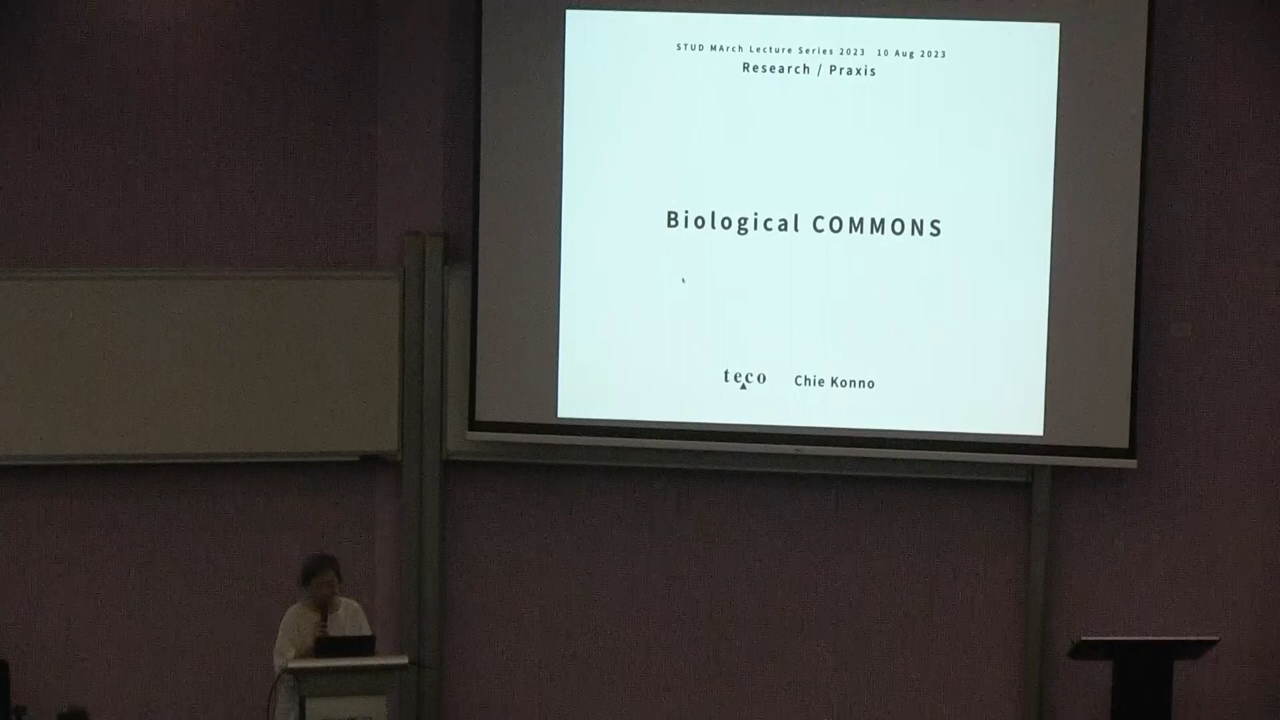 STUD MArch Lecture Series 2023 10 Aug 2023
Research / Praxis
Biological COMMONS
teco Chie Konno